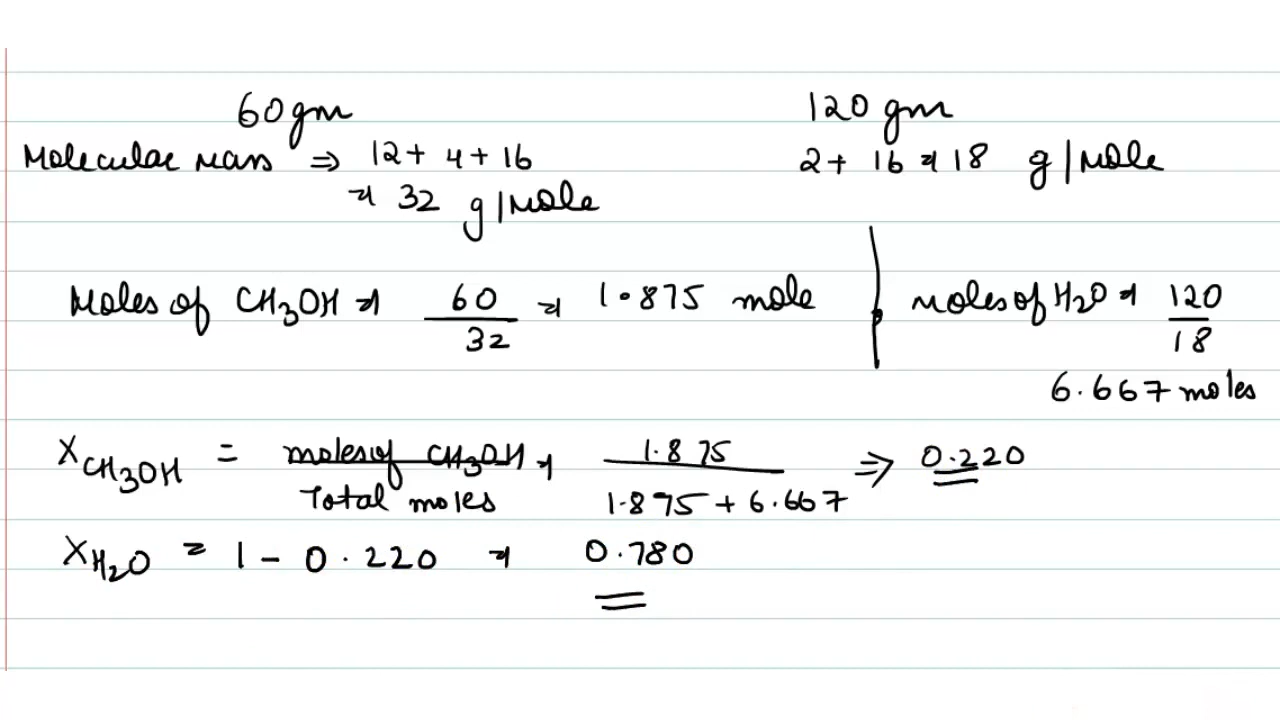 60gm 120 gm
Molecular mass ⇒ 12+ 4+ 16 2+ 16 ⇒ 18 g/mole
⇒ 32 g/mole
Moles of CH3OH ⇒ 60/32 ⇒ 1.875 mole moles of H2O ⇒ 120/18
6.667 moles
XCH3OH = moles of CH3OH/Total moles ⇒ 1.875/1.875 + 6.667 ⇒ 0.220
XH2O = 1 - 0.220 ⇒ 0.780